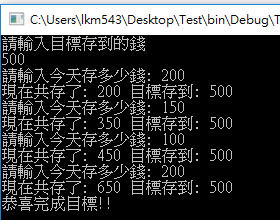 C:\Users\lkm543\Desktop\Test\bin\Debug\T
請輸入目標存到的錢
500
請輸入今天存多少錢: 200
現在共存了: 200 目標存到: 500
請輸入今天存多少錢: 150
現在共存了: 350 目標存到: 500
請輸入今天存多少錢: 100
現在共存了: 450 目標存到: 500
請輸入今天存多少錢: 200
現在共存了: 650 目標存到: 500
恭喜完成目標!!